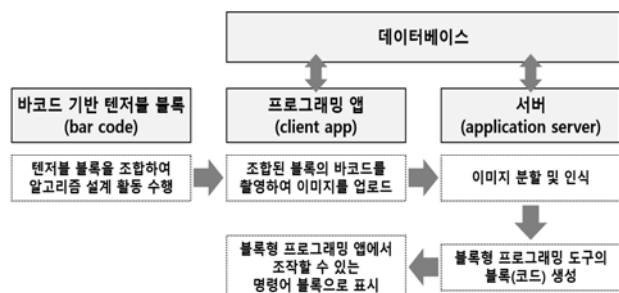 데이터베이스
바코드 기반 텐저블 블록
(bar code)
프로그래밍 앱
(client app)
서버
(application server)
텐저블 블록을 조합하여
알고리즘 설계 활동 수행
조합된 블록의 바코드를
촬영하여 이미지를 업로드
이미지 분할 및 인식
블록형 프로그래밍 앱에서
조작할 수 있는
명령어 블록으로 표시
블록형 프로그래밍 도구의
블록(코드) 생성